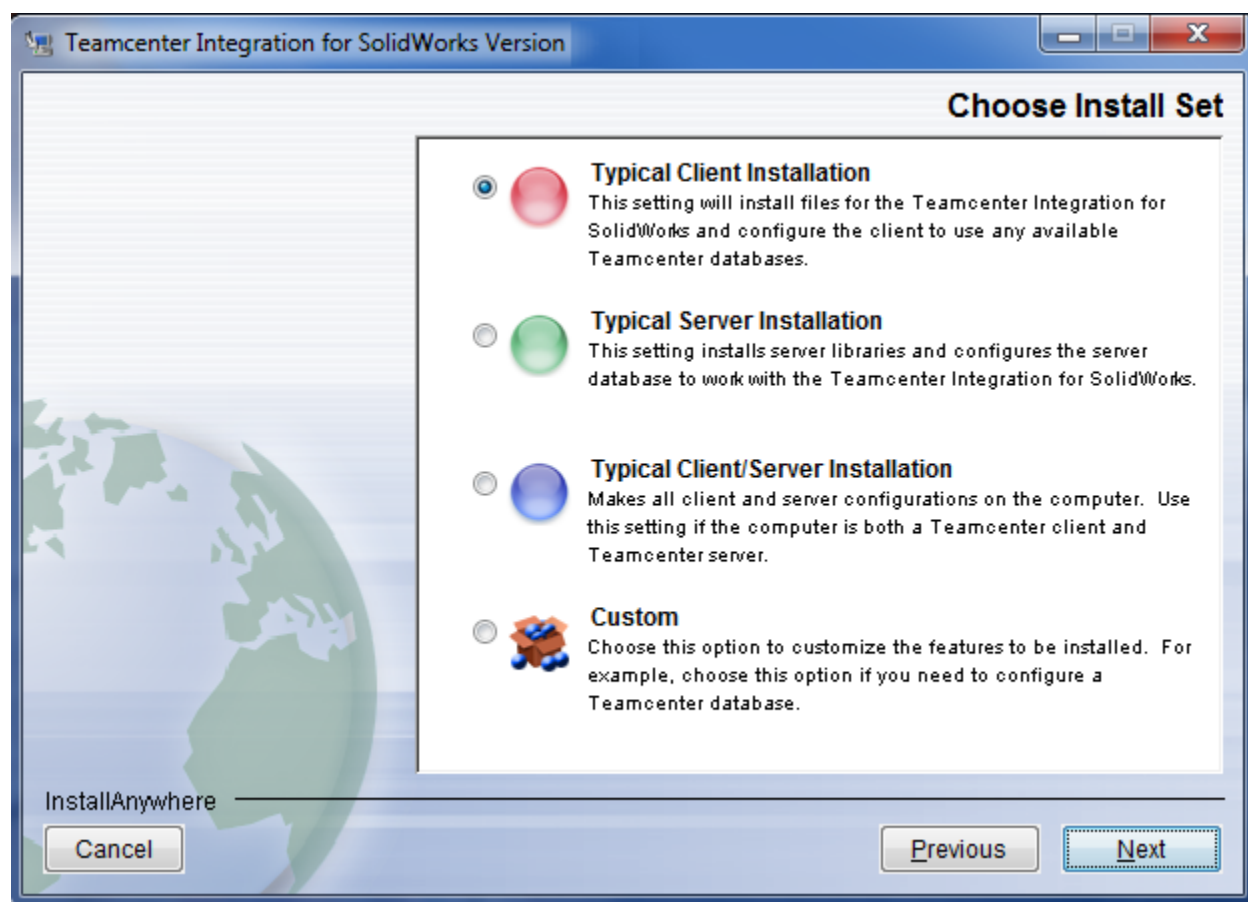 Teamcenter Integration for SolidWorks Version
Choose Install Set
Typical Client Installation
This setting will install files for the Teamcenter Integration for
SolidWorks and configure the client to use any available
Teamcenter databases.
Typical Server Installation
This setting installs server libraries and configures the server
database to work with the Teamcenter Integration for SolidWorks.
Typical Client/Server Installation
Makes all client and server configurations on the computer.  Use
this setting if the computer is both a Teamcenter client and
Teamcenter server.
Custom
Choose this option to customize the features to be installed.  For
example, choose this option if you need to configure a
Teamcenter database.
InstallAnywhere
Cancel
Previous
Next